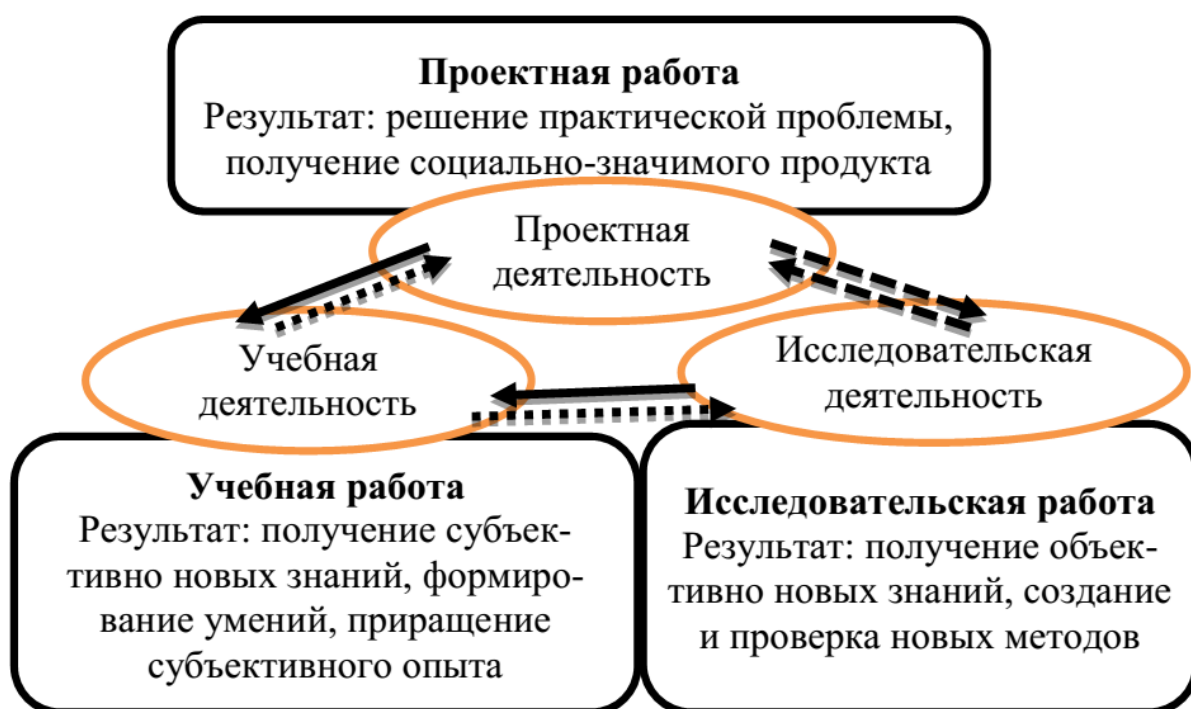 Проектная работа
Результат: решение практической проблемы,
получение социально-значимого продукта
Проектная
деятельность
Учебная
деятельность
Исследовательская
деятельность
Учебная работа
Результат: получение субъек-
тивно новых знаний, формиро-
вание умений, приращение
субъективного опыта
Исследовательская работа
Результат: получение объек-
тивно новых знаний, создание
и проверка новых методов